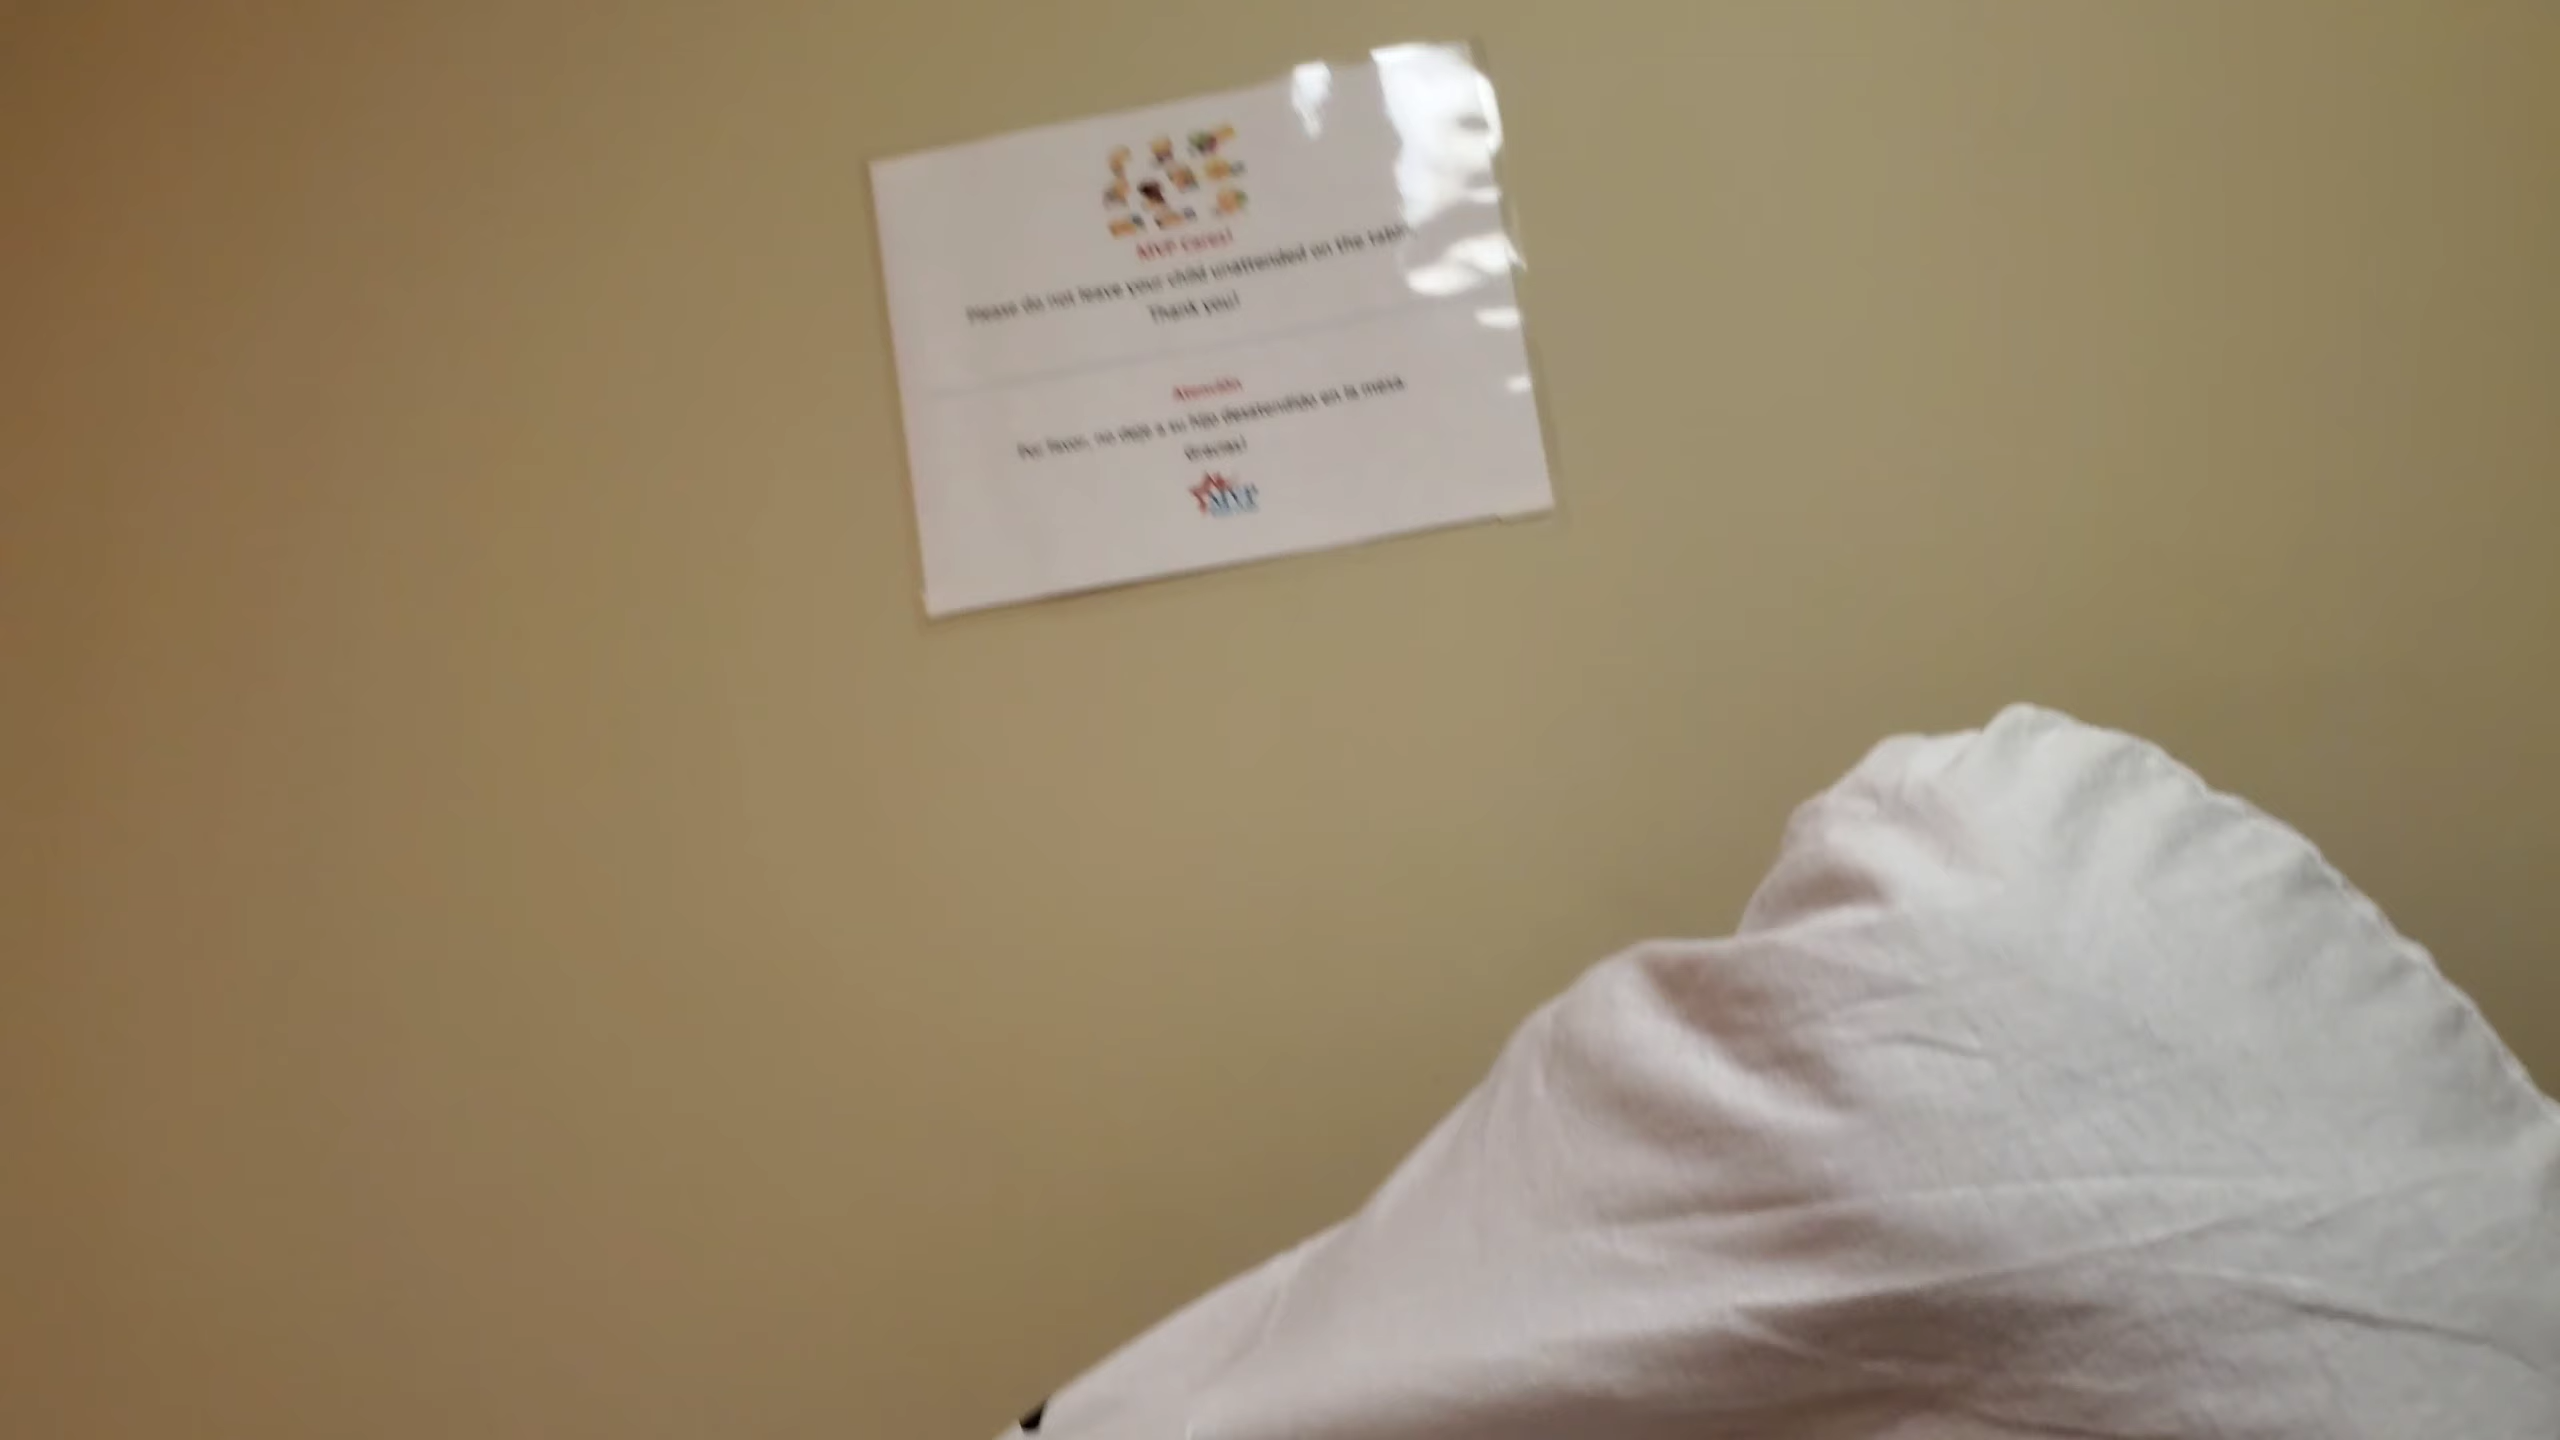 MVP Cares!
Please do not leave your child unattended on the table
Thank you!
Atención
Por favor, no deje a su hijo desatendido en la mesa
Gracias!
MVP